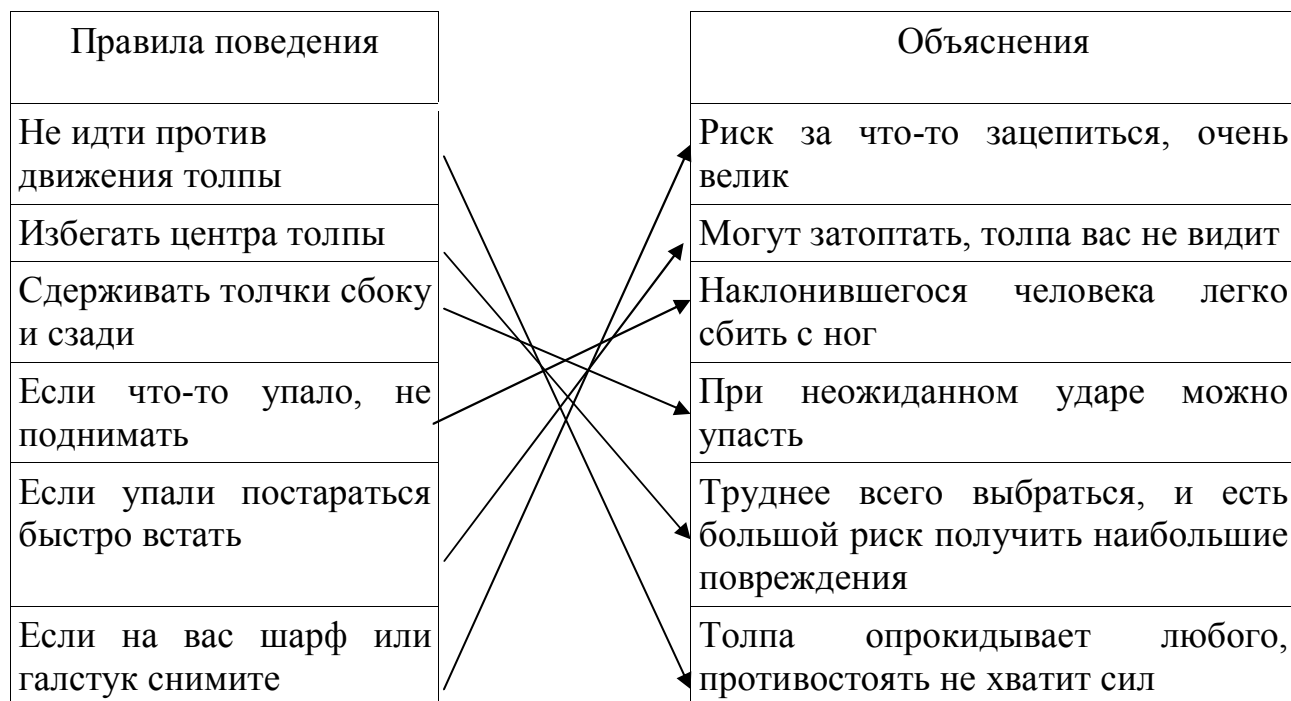 Правила поведения
Не идти против
движения толпы
Избегать центра толпы
Сдерживать толчки сбоку
и сзади
Если что-то упало, не
поднимать
Если упали постараться
быстро встать
Если на вас шарф или
галстук снимите
Объяснения
Риск за что-то зацепиться, очень
велик
Могут затоптать, толпа вас не видит
Наклонившегося человека легко
сбить с ног
При неожиданном ударе можно
упасть
Труднее всего выбраться, и есть
большой риск получить наибольшие
повреждения
Толпа опрокидывает любого,
противостоять не хватит сил